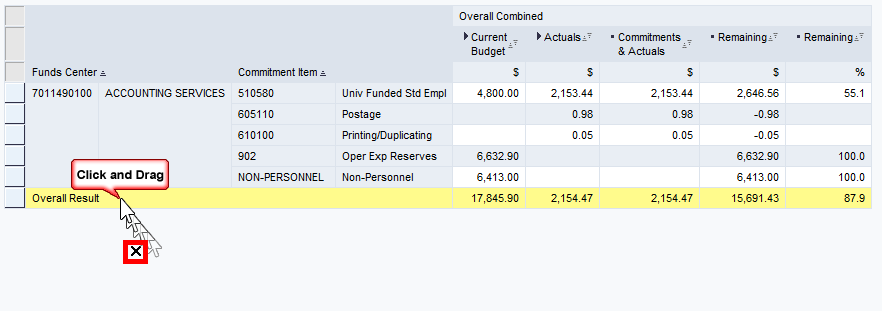 Overall Combined
Current Budget Actuals Commitments & Actuals Remaining Remaining
Funds Center Commitment Item $ $ $ $ %
7011490100 ACCOUNTING SERVICES 510580 Univ Funded Std Empl 4,800.00 2,153.44 2,153.44 2,646.56 55.1
605110 Postage 0.98 0.98 -0.98
610100 Printing/Duplicating 0.05 0.05 -0.05
902 Oper Exp Reserves 6,632.90 6,632.90 100.0
NON-PERSONNEL Non-Personnel 6,413.00 6,413.00 100.0
Click and Drag
Overall Result 17,845.90 2,154.47 2,154.47 15,691.43 87.9